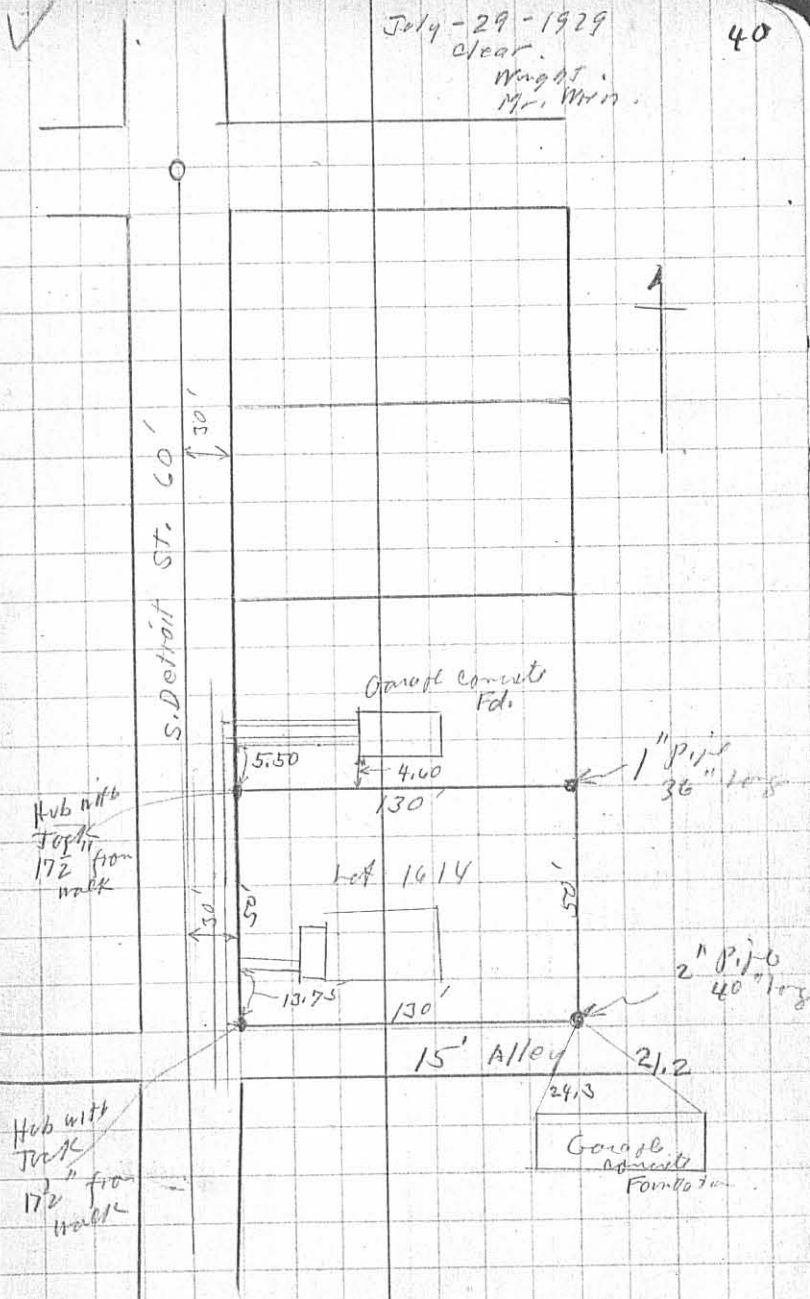 July-29-1929
40
clear.
Wright.
S. Detroit St. 60'
30'
Garage Concrete
Fd.
5.50
4.60
130'
1" Pipe
36" long
Hub with
Tack
17½" from
walk
Lot 1614
30'
50'
50'
13.75
130'
2" Pipe
40" long
15' Alley
24.3
21.2
Hub with
Tack
17½" from
walk
Garage
Concrete
Foundation